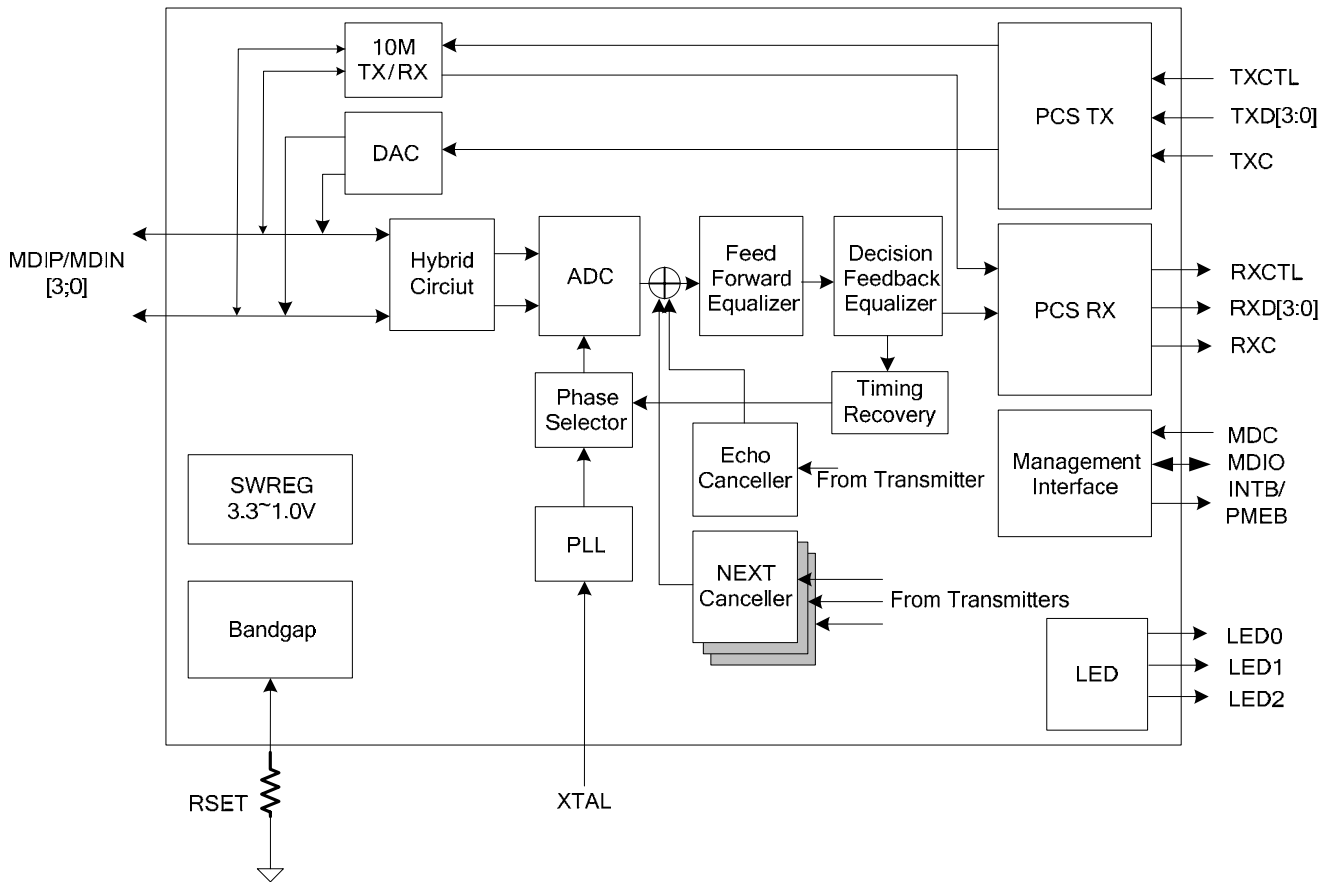 10M
TX/RX
PCS TX
TXCTL
TXD[3:0]
TXC
DAC
MDIP/MDIN
[3;0]
Hybrid
Circiut
ADC
Feed
Forward
Equalizer
Decision
Feedback
Equalizer
PCS RX
RXCTL
RXD[3:0]
RXC
Phase
Selector
Timing
Recovery
Echo
Canceller
From Transmitter
Management
Interface
MDC
MDIO
INTB/
PMEB
SWREG
3.3~1.0V
PLL
NEXT
Canceller
From Transmitters
Bandgap
LED
LED0
LED1
LED2
RSET
XTAL